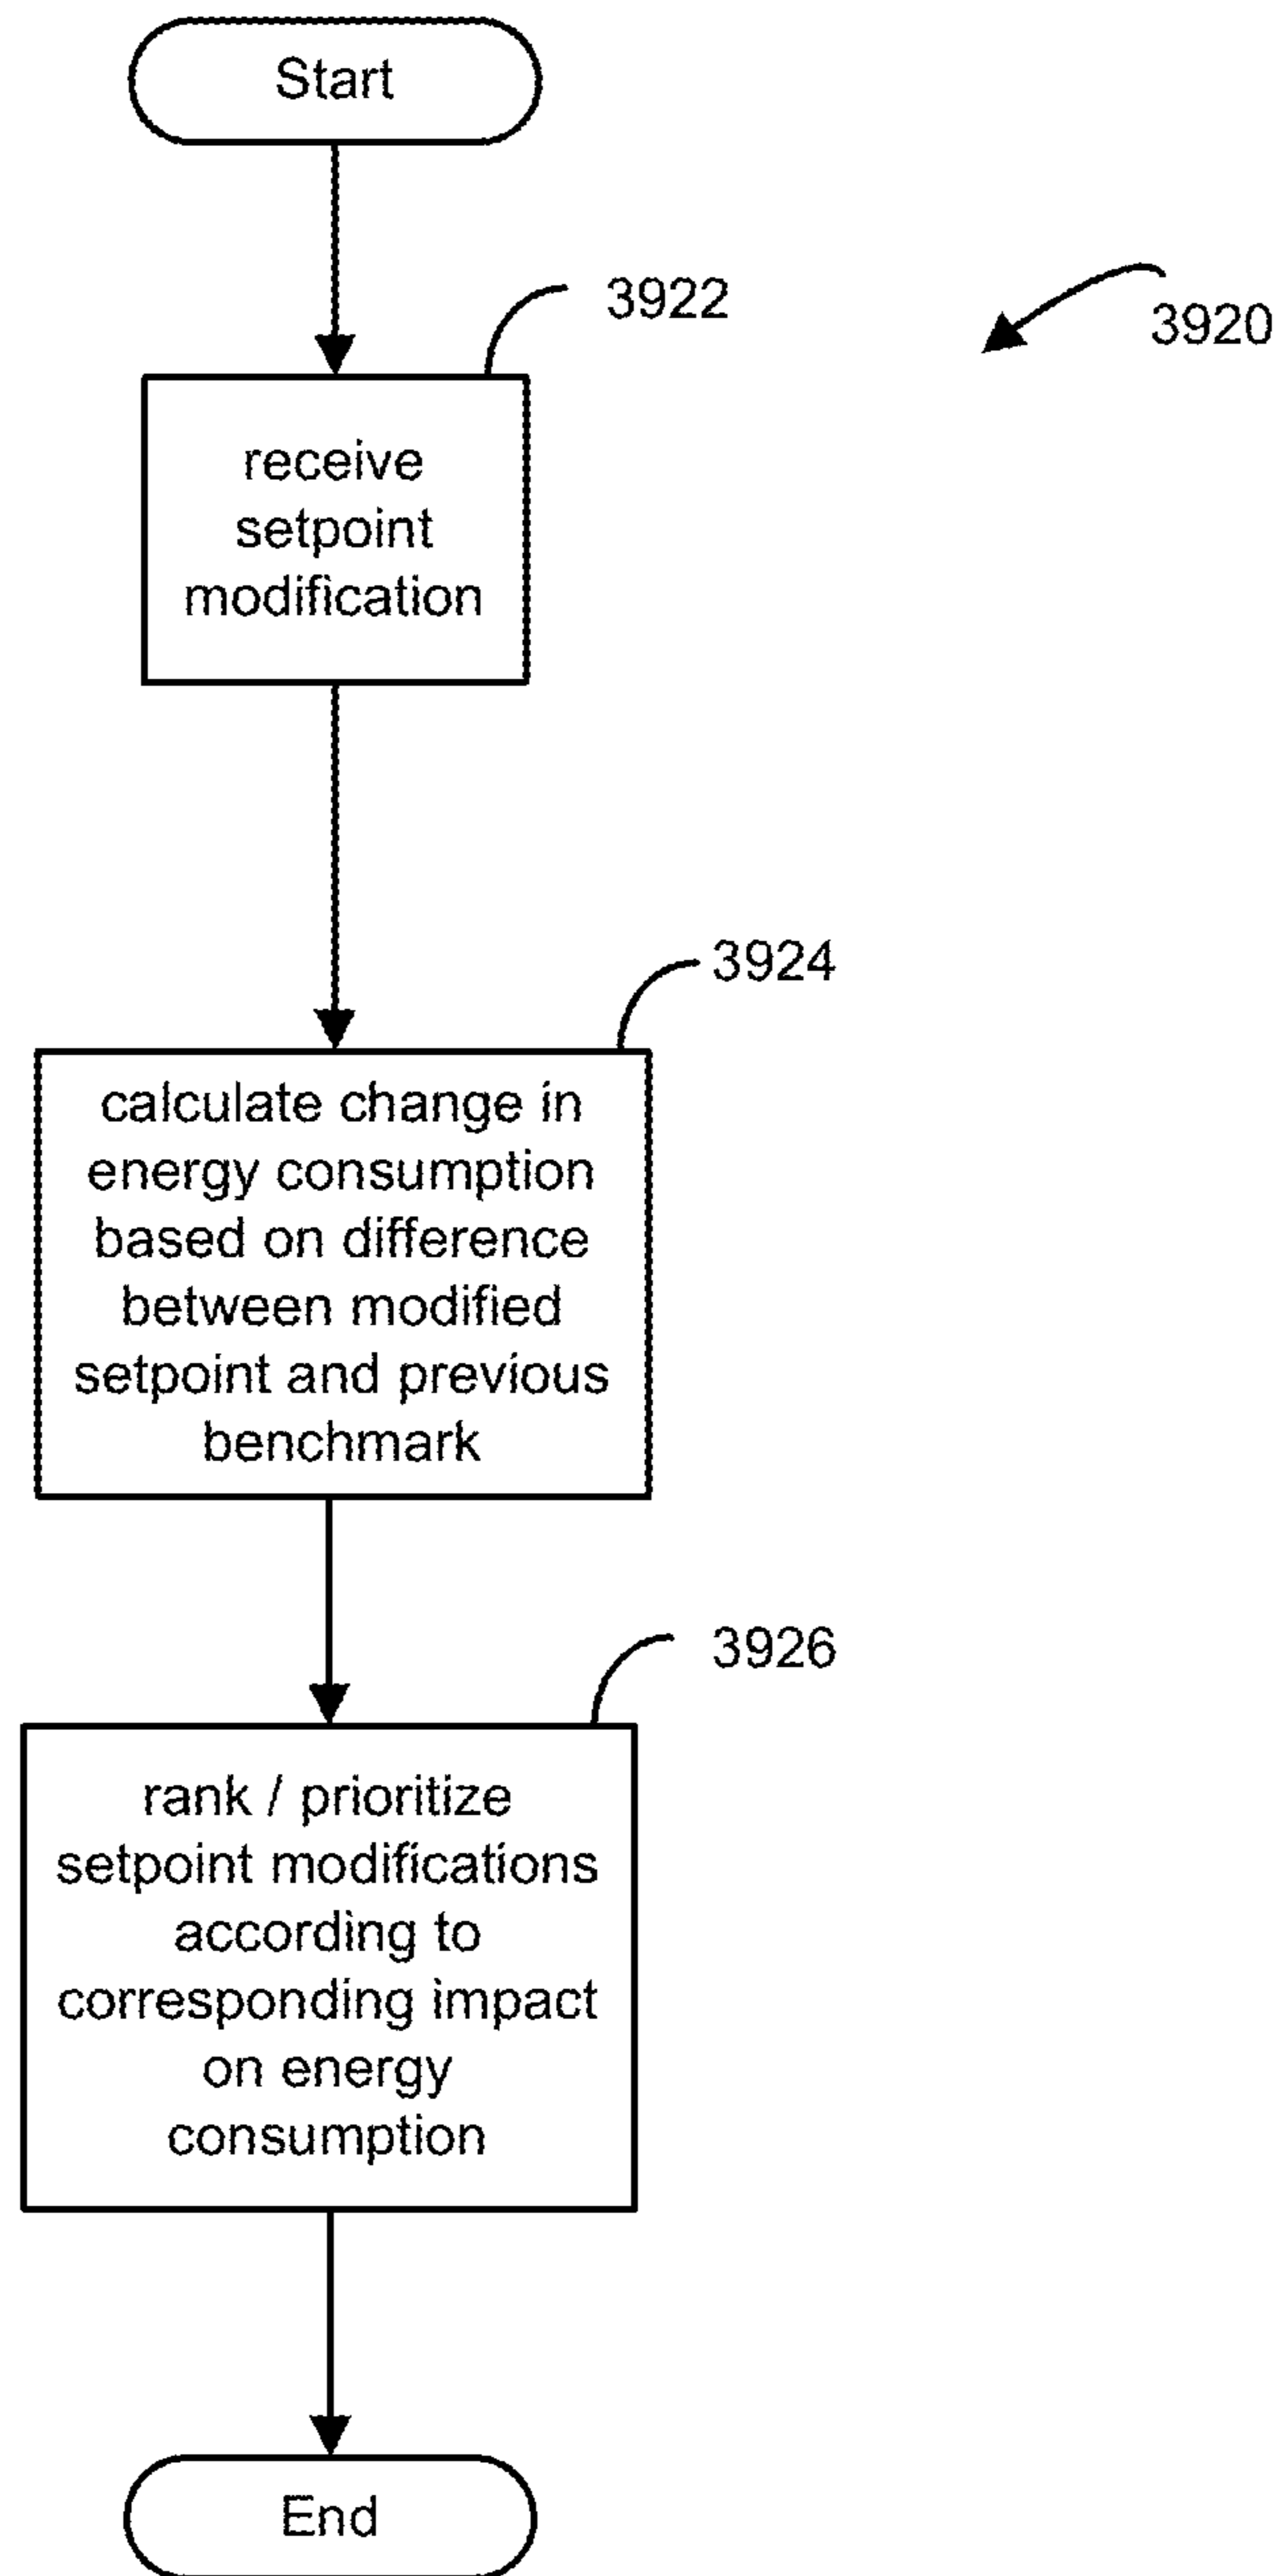 Start
3922
3920
receive
setpoint
modification
3924
calculate change in
energy consumption
based on difference
between modified
setpoint and previous
benchmark
3926
rank / prioritize
setpoint modifications
according to
corresponding impact
on energy
consumption
End